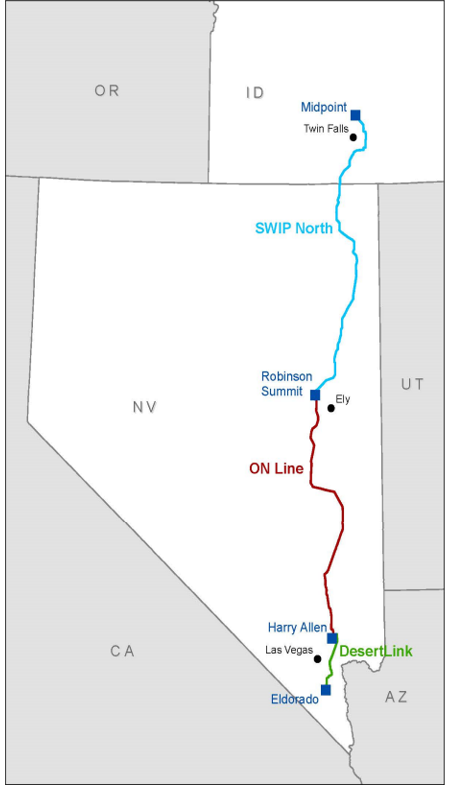 OR
ID
Midpoint
Twin Falls
SWIP North
Robinson
Summit
UT
Ely
NV
ON Line
Harry Allen
Las Vegas
DesertLink
CA
Eldorado
AZ